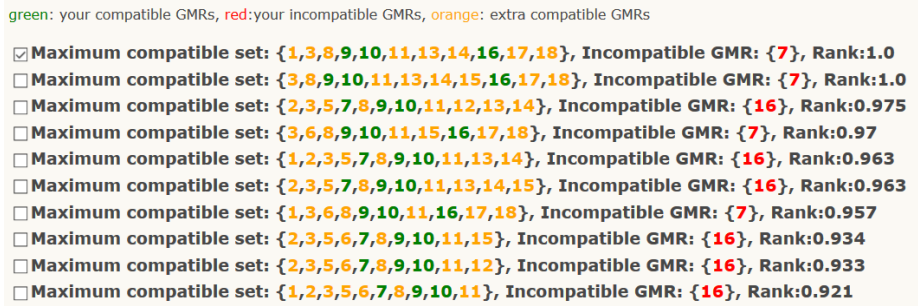 green: your compatible GMRs, red:your incompatible GMRs, orange: extra compatible GMRs
Maximum compatible set: {1,3,8,9,10,11,13,14,16,17,18}, Incompatible GMR: {7}, Rank:1.0
Maximum compatible set: {3,8,9,10,11,13,14,15,16,17,18}, Incompatible GMR: {7}, Rank:1.0
Maximum compatible set: {2,3,5,7,8,9,10,11,12,13,14}, Incompatible GMR: {16}, Rank:0.975
Maximum compatible set: {3,6,8,9,10,11,15,16,17,18}, Incompatible GMR: {7}, Rank:0.97
Maximum compatible set: {1,2,3,5,7,8,9,10,11,13,14}, Incompatible GMR: {16}, Rank:0.963
Maximum compatible set: {2,3,5,7,8,9,10,11,13,14,15}, Incompatible GMR: {16}, Rank:0.963
Maximum compatible set: {1,3,6,8,9,10,11,16,17,18}, Incompatible GMR: {7}, Rank:0.957
Maximum compatible set: {2,3,5,6,7,8,9,10,11,15}, Incompatible GMR: {16}, Rank:0.934
Maximum compatible set: {2,3,5,6,7,8,9,10,11,12}, Incompatible GMR: {16}, Rank:0.933
Maximum compatible set: {1,2,3,5,6,7,8,9,10,11}, Incompatible GMR: {16}, Rank:0.921